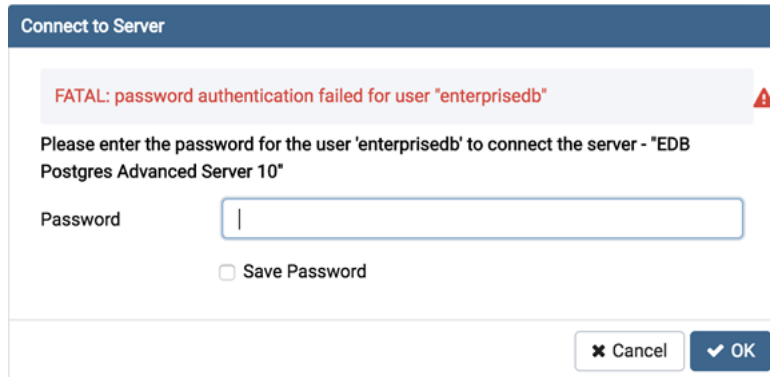 Connect to Server
FATAL: password authentication failed for user "enterprisedb"
Please enter the password for the user 'enterprisedb' to connect the server - "EDB
Postgres Advanced Server 10"
Password
Save Password
Cancel
OK